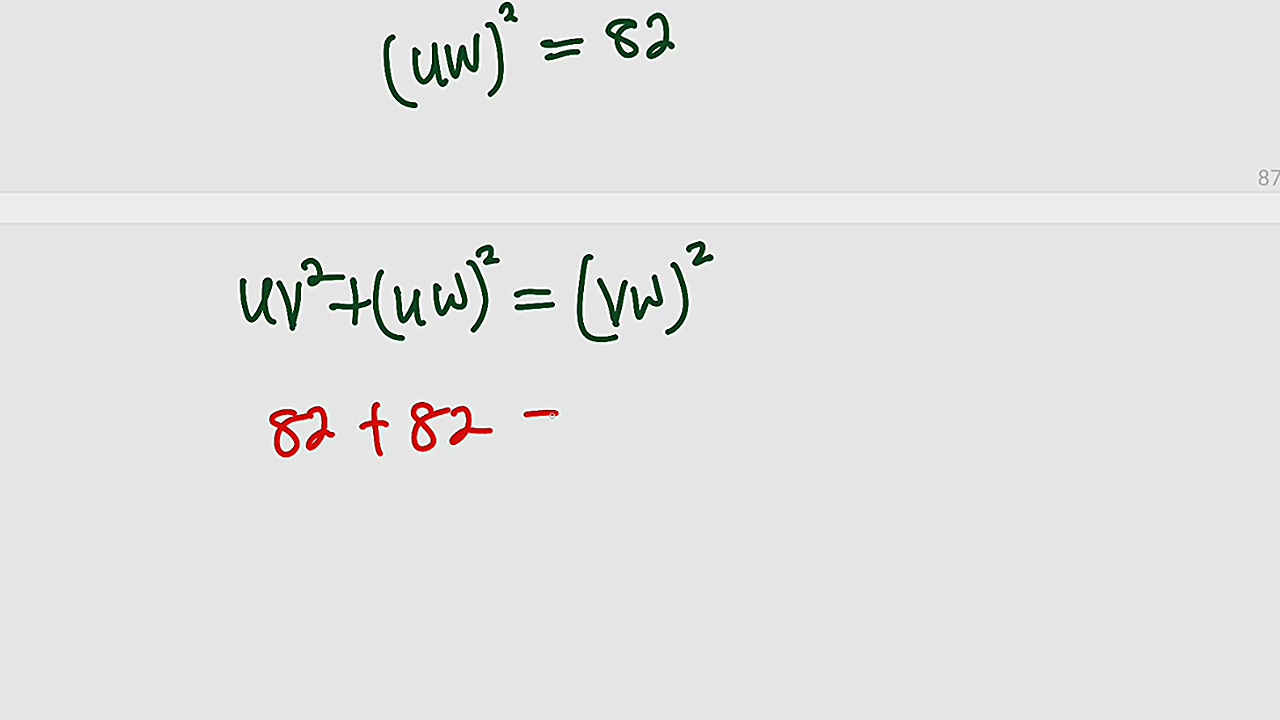 (UW)² = 82
87
UV² + (UW)² = (VW)²
82 + 82 -